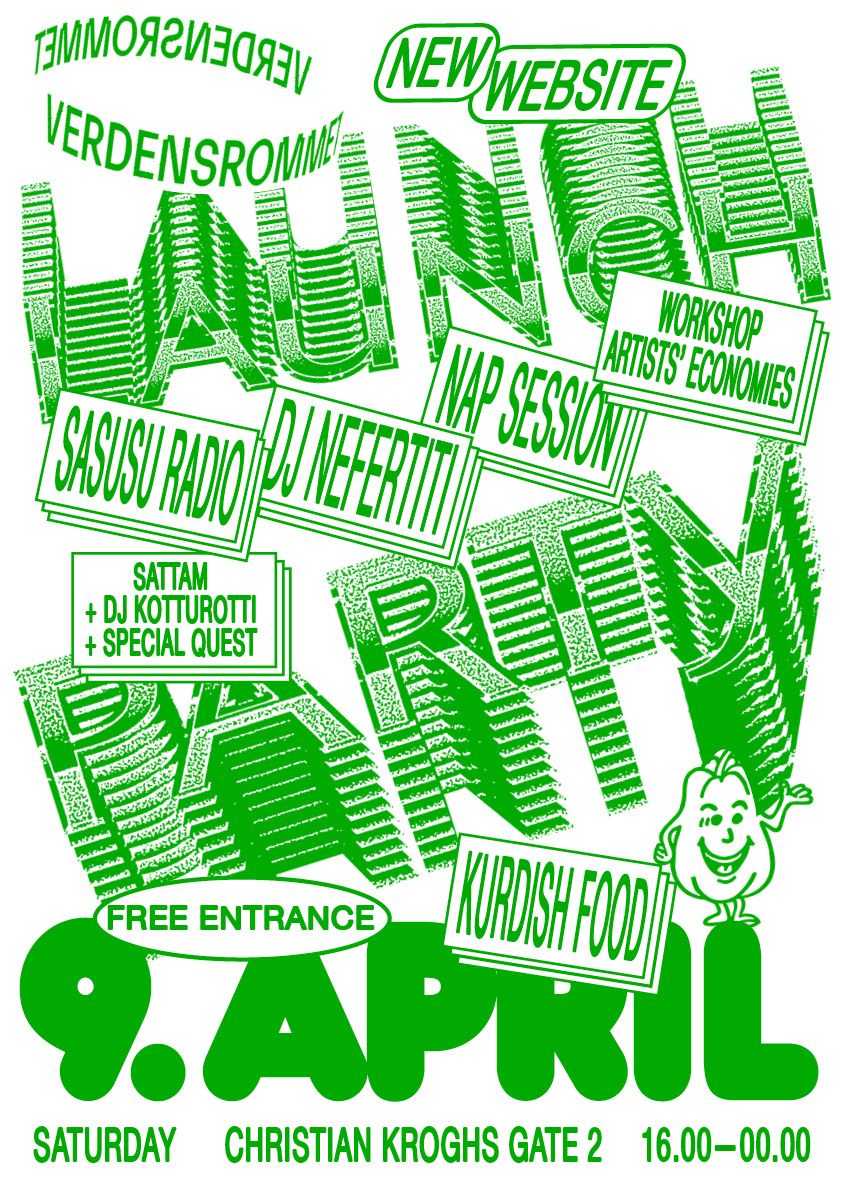 VERDENSROMMET
VERDENSROMMET
NEW
WEBSITE
LAUNCH
WORKSHOP
ARTISTS' ECONOMIES
NAP SESSION
DJ NEFERTITI
SASUSU RADIO
SATTAM
+ DJ KOTTUROTTI
+ SPECIAL QUEST
PARTY
KURDISH FOOD
FREE ENTRANCE
9. APRIL
SATURDAY CHRISTIAN KROGHS GATE 2 16.00–00.00